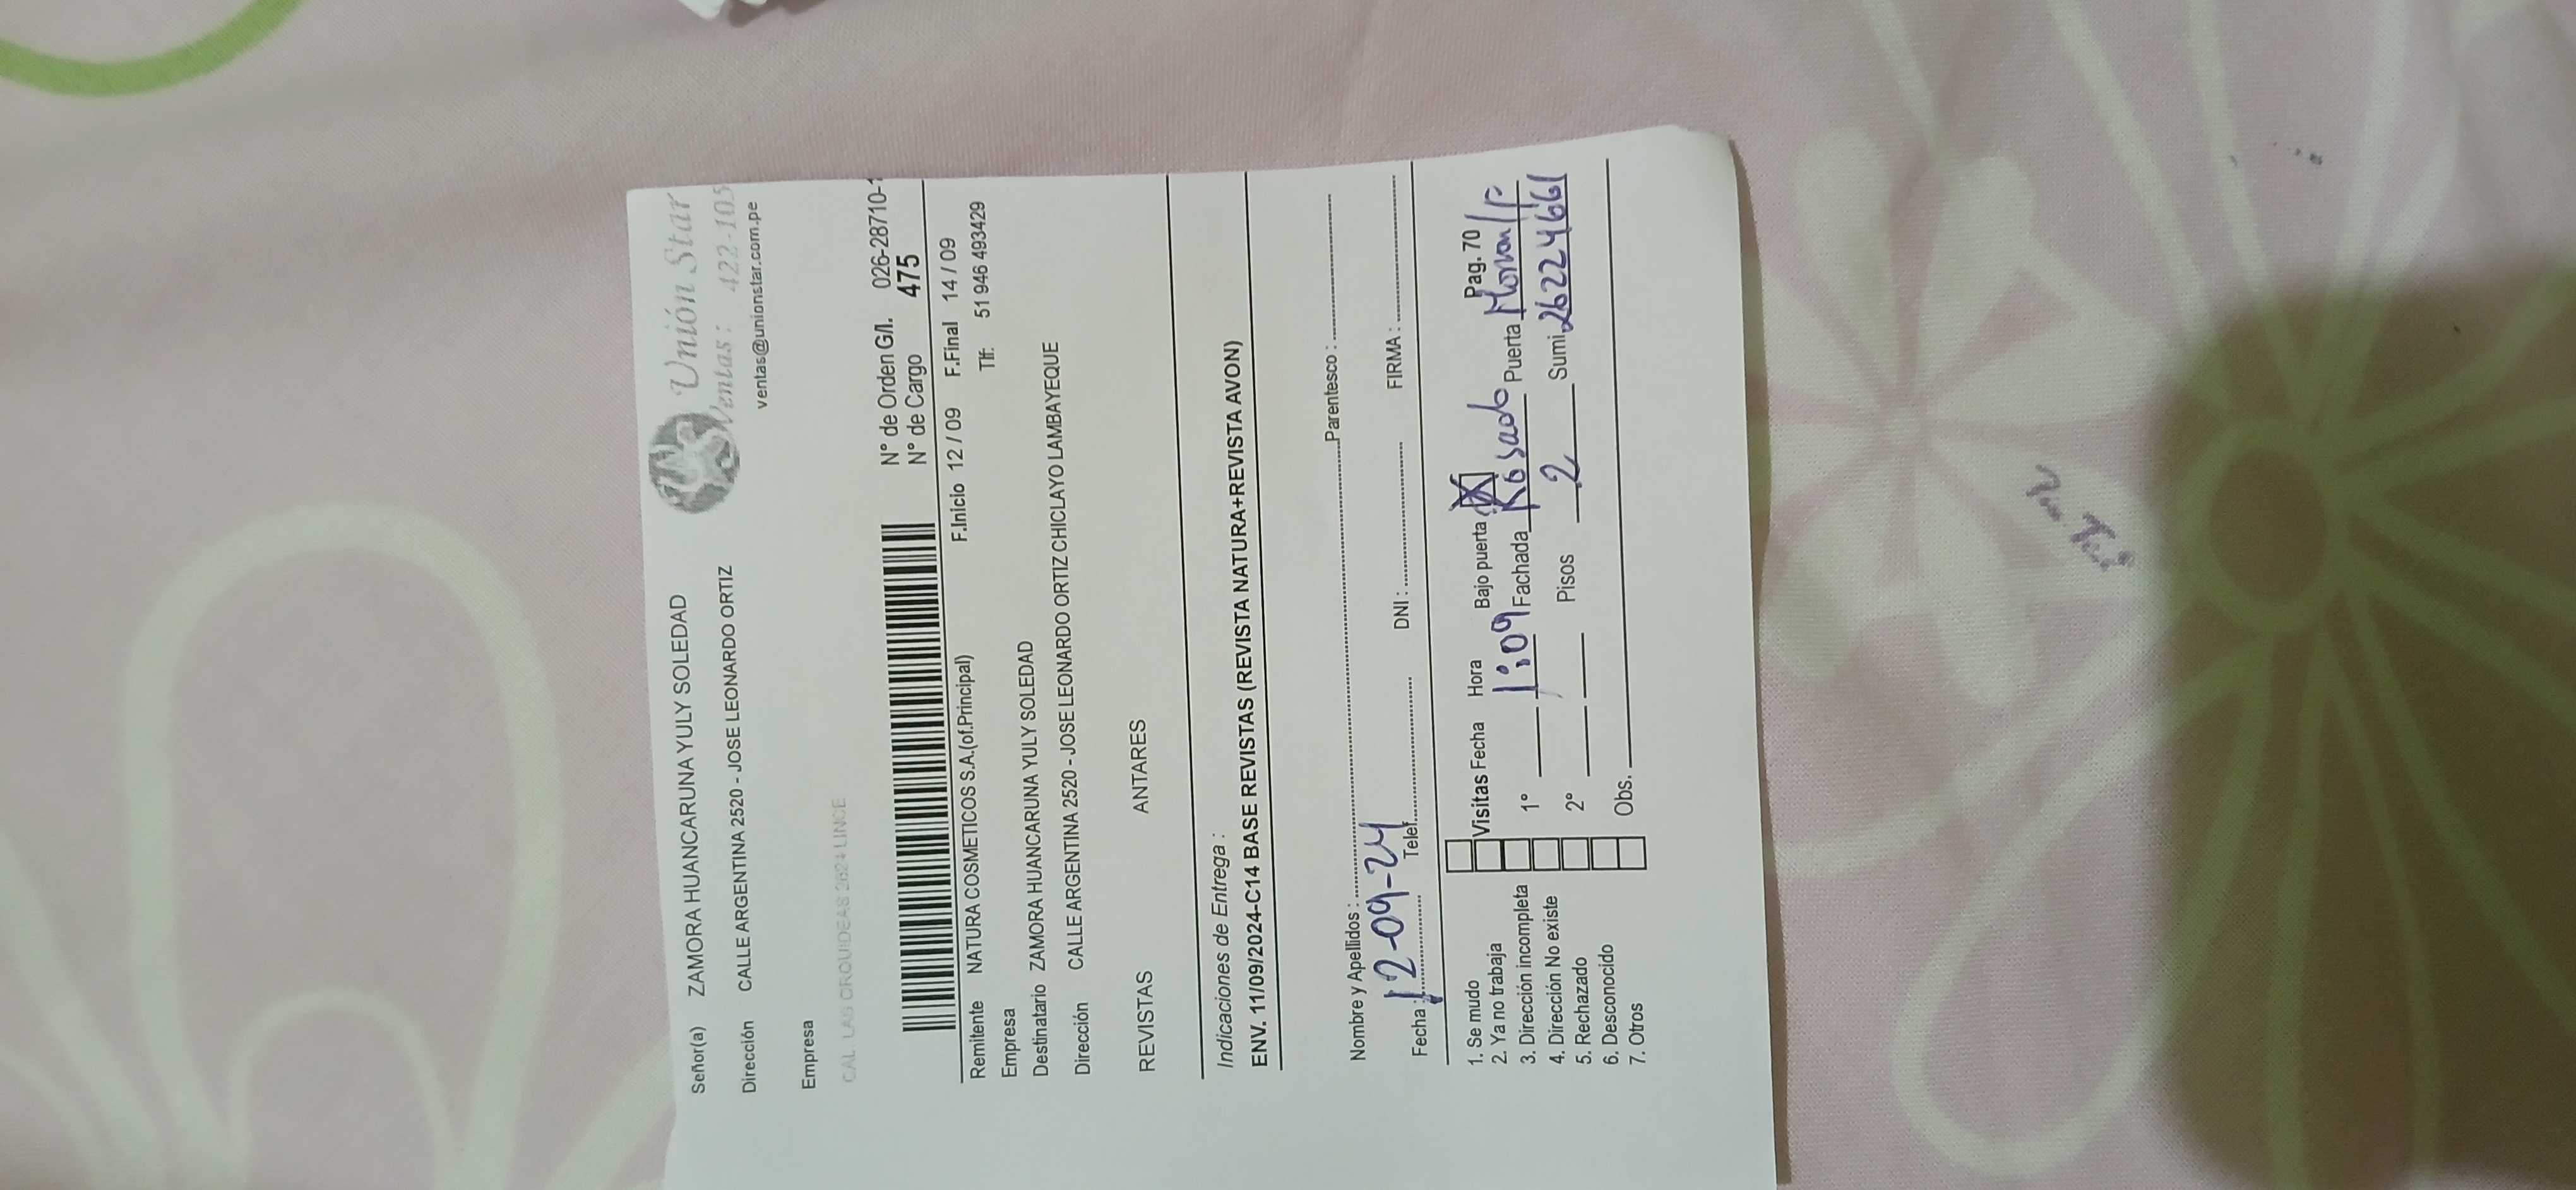 Unión Star
Ventas: 422-105
ventas@unionstar.com.pe
Señor(a) ZAMORA HUANCARUNA YULY SOLEDAD
Dirección CALLE ARGENTINA 2520 - JOSE LEONARDO ORTIZ
Empresa
CAL. LAS ORQUIDEAS 2624 LINCE
N° de Orden G/I. 026-28710-
N° de Cargo 475
F.Inicio 12 / 09 F.Final 14 / 09
Remitente NATURA COSMETICOS S.A.(of.Principal) Tlf: 51 946 493429
Empresa
Destinatario ZAMORA HUANCARUNA YULY SOLEDAD
Dirección CALLE ARGENTINA 2520 - JOSE LEONARDO ORTIZ CHICLAYO LAMBAYEQUE
REVISTAS ANTARES
Indicaciones de Entrega :
ENV. 11/09/2024-C14 BASE REVISTAS (REVISTA NATURA+REVISTA AVON)
Nombre y Apellidos : Parentesco :
Fecha : 12-09-24 Telef. DNI : FIRMA :
1. Se mudo Visitas Fecha Hora Bajo puerta X Pag. 70
2. Ya no trabaja
3. Dirección incompleta 1° 1:09 Fachada Rosado Puerta
4. Dirección No existe
5. Rechazado 2° Pisos 2 Sumi 262224661
6. Desconocido
7. Otros Obs.